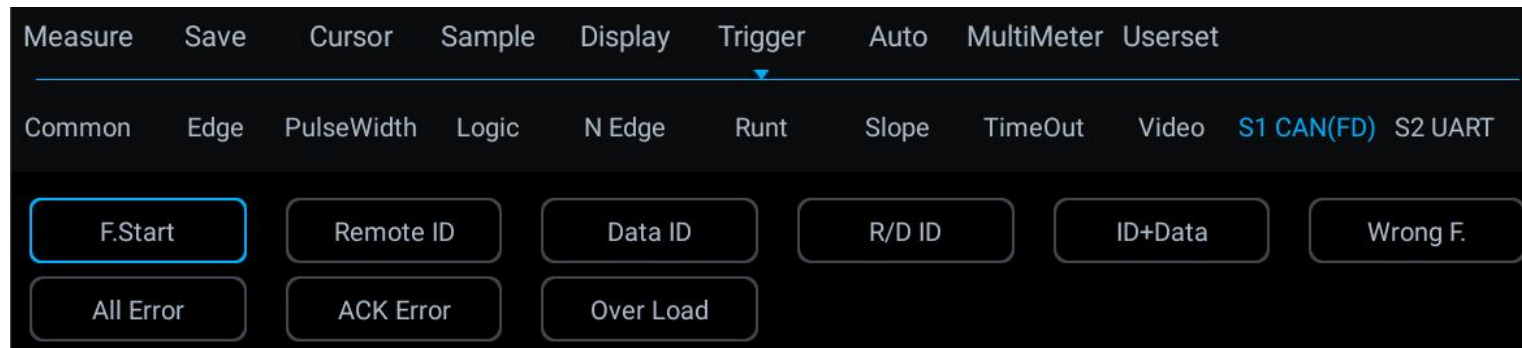 Measure Save Cursor Sample Display Trigger Auto MultiMeter Userset
Common Edge PulseWidth Logic N Edge Runt Slope TimeOut Video S1 CAN(FD) S2 UART
F.Start Remote ID Data ID R/D ID ID+Data Wrong F.
All Error ACK Error Over Load